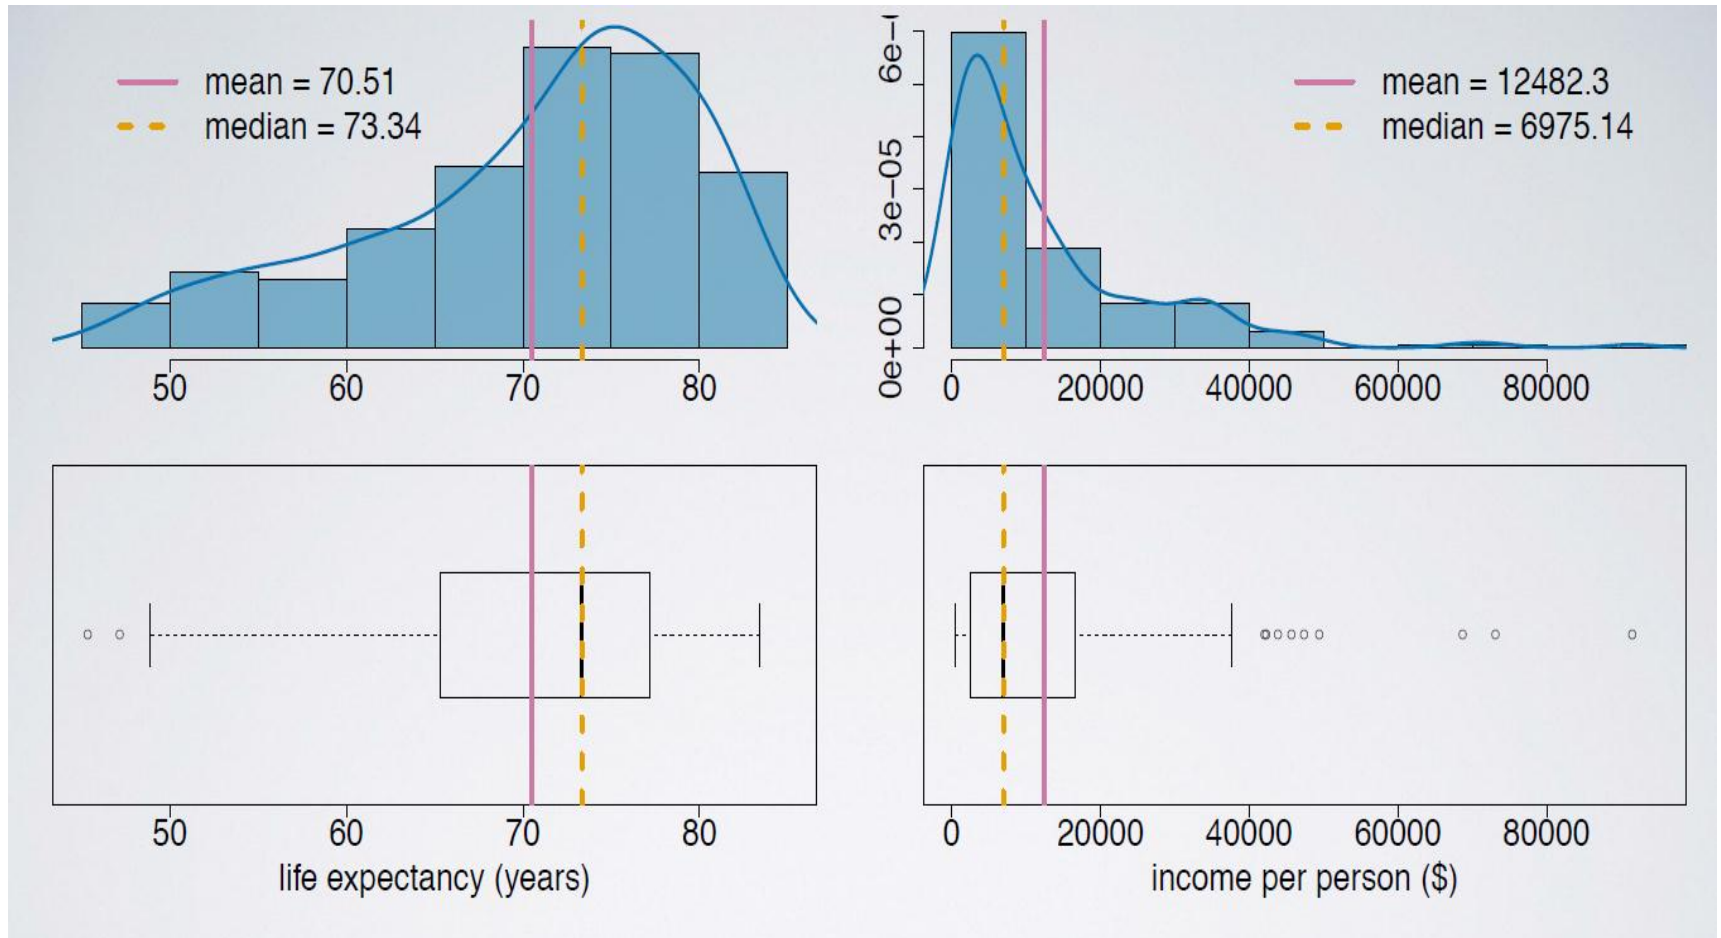 mean = 70.51
median = 73.34
50 60 70 80
mean = 12482.3
median = 6975.14
3e−05
0e+00
0 20000 40000 60000 80000
50 60 70 80
life expectancy (years)
0 20000 40000 60000 80000
income per person ($)